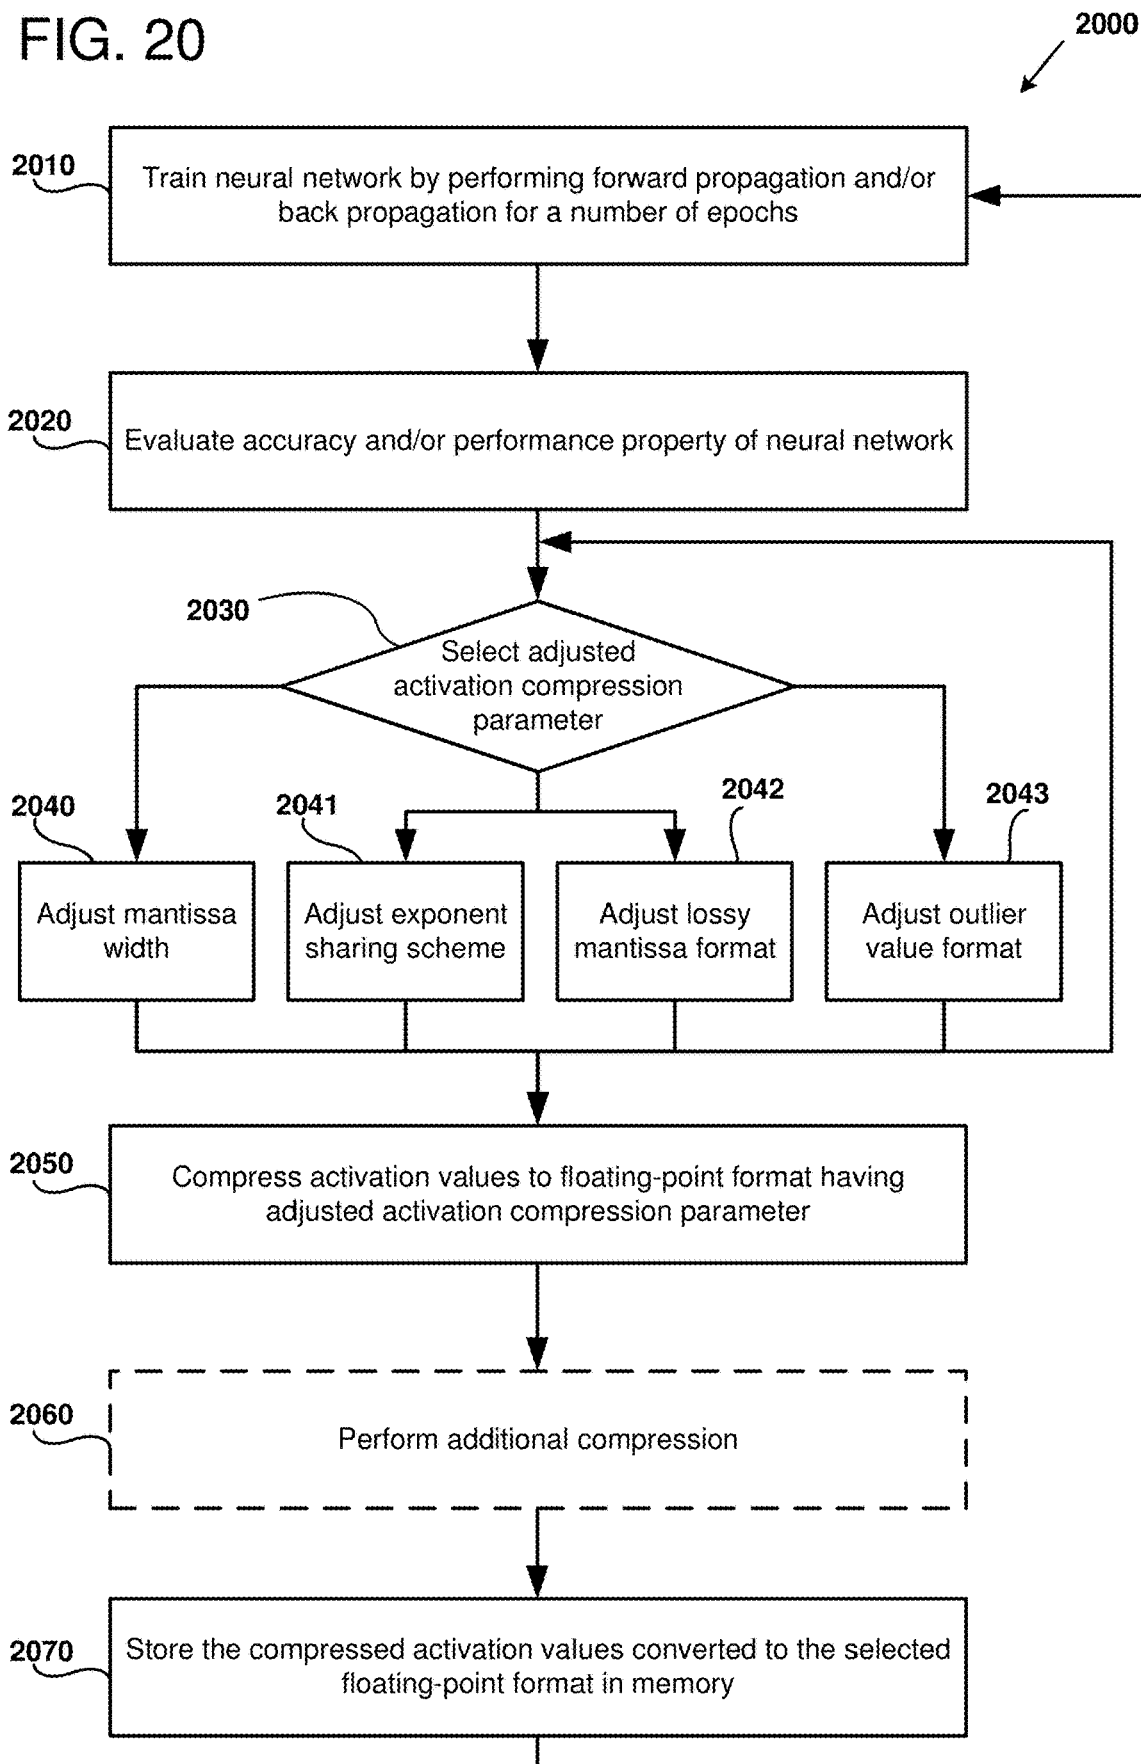 FIG. 20
2000
2010
Train neural network by performing forward propagation and/or
back propagation for a number of epochs
2020
Evaluate accuracy and/or performance property of neural network
2030
Select adjusted
activation compression
parameter
2040
2041
2042
2043
Adjust mantissa
width
Adjust exponent
sharing scheme
Adjust lossy
mantissa format
Adjust outlier
value format
2050
Compress activation values to floating-point format having
adjusted activation compression parameter
2060
Perform additional compression
2070
Store the compressed activation values converted to the selected
floating-point format in memory